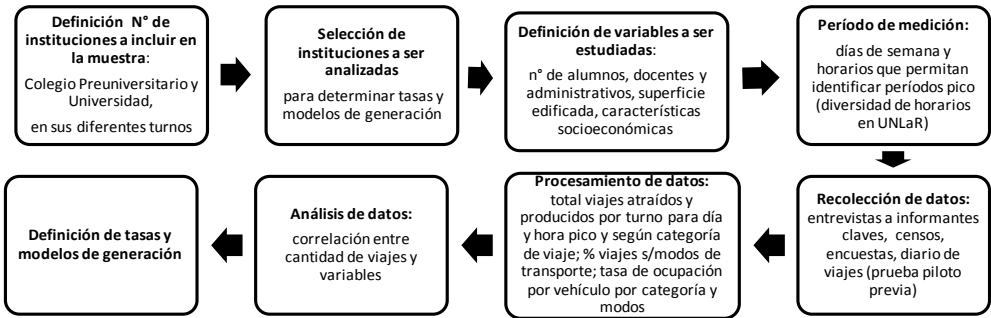 Definición N° de
instituciones a incluir en
la muestra:
Colegio Preuniversitario y
Universidad,
en sus diferentes turnos
Selección de
instituciones a ser
analizadas
para determinar tasas y
modelos de generación
Definición de variables a ser
estudiadas:
n° de alumnos, docentes y
administrativos, superficie
edificada, características
socioeconómicas
Período de medición:
días de semana y
horarios que permitan
identificar períodos pico
(diversidad de horarios
en UNLaR)
Recolección de datos:
entrevistas a informantes
claves, censos,
encuestas, diario de
viajes (prueba piloto
previa)
Procesamiento de datos:
total viajes atraídos y
producidos por turno para día
y hora pico y según categoría
de viaje; % viajes s/modos de
transporte; tasa de ocupación
por vehículo por categoría y
modos
Análisis de datos:
correlación entre
cantidad de viajes y
variables
Definición de tasas y
modelos de generación